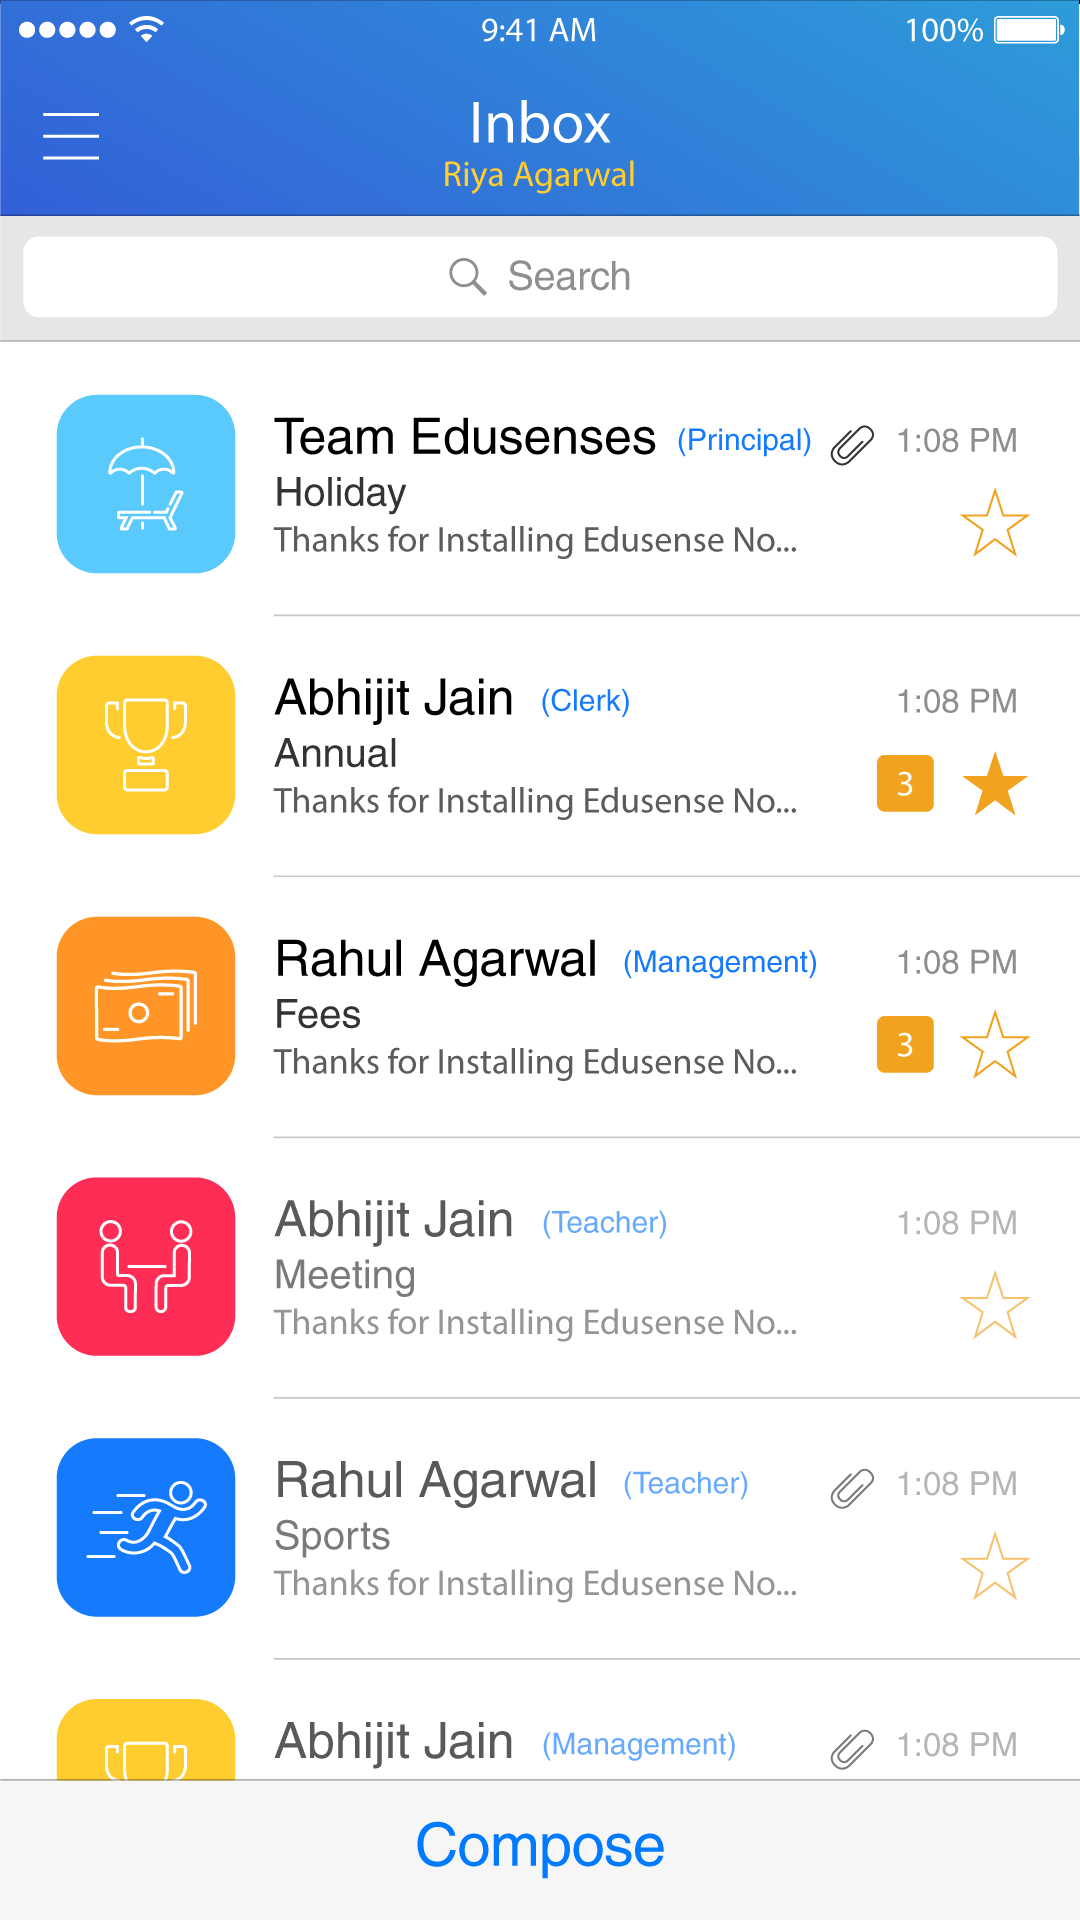 9:41 AM 100%
Inbox
Riya Agarwal
Search
Team Edusenses (Principal) 1:08 PM
Holiday
Thanks for Installing Edusense No...
Abhijit Jain (Clerk) 1:08 PM
Annual
Thanks for Installing Edusense No... 3
Rahul Agarwal (Management) 1:08 PM
Fees
Thanks for Installing Edusense No... 3
Abhijit Jain (Teacher) 1:08 PM
Meeting
Thanks for Installing Edusense No...
Rahul Agarwal (Teacher) 1:08 PM
Sports
Thanks for Installing Edusense No...
Abhijit Jain (Management) 1:08 PM
Compose